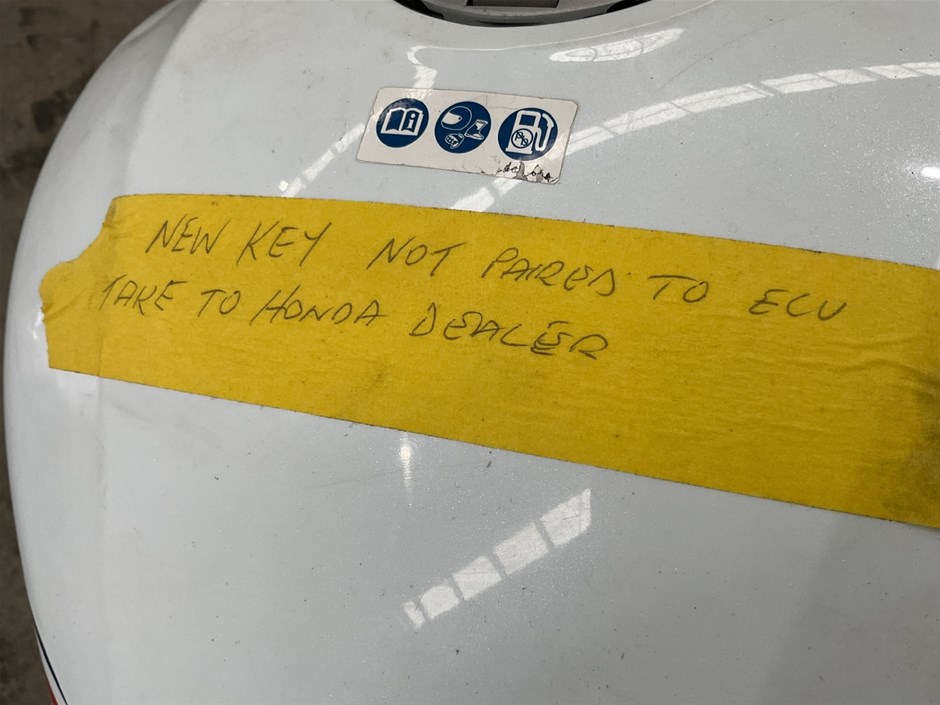 NEW KEY NOT PAIRED TO ECU
TAKE TO HONDA DEALER